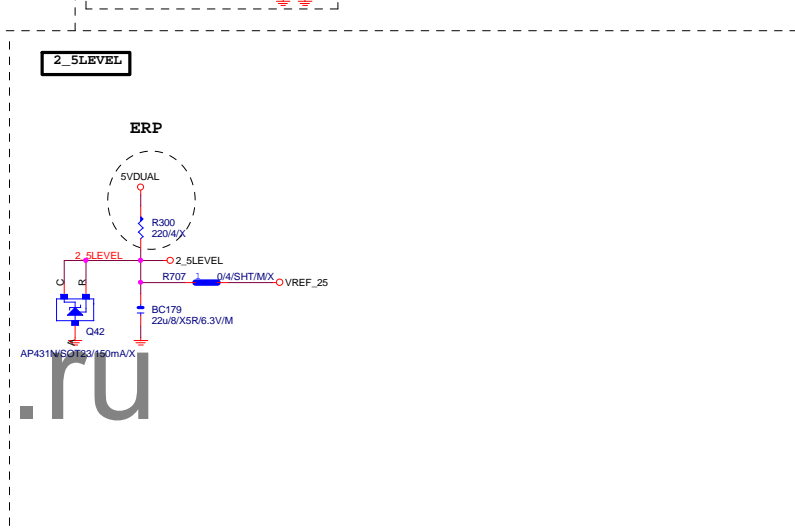 2_5LEVEL
ERP
5VDUAL
R300
220/4/X
2_5LEVEL
2_5LEVEL
R707 1 0/4/SHT/M/X
VREF_25
C R
BC179
22u/8/X5R/6.3V/M
Q42
A
AP431N/SOT23/150mA/X
.ru